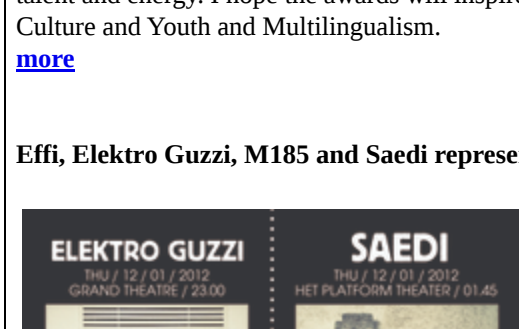 talent and energy. I hope the awards will inspire
Culture and Youth and Multilingualism.
more
Effi, Elektro Guzzi, M185 and Saedi
ELEKTRO GUZZI
THU / 12 / 01 / 2012
GRAND THEATRE / 23.00
SAEDI
THU / 12 / 01 / 2012
HET PLATFORM THEATER / 01.45